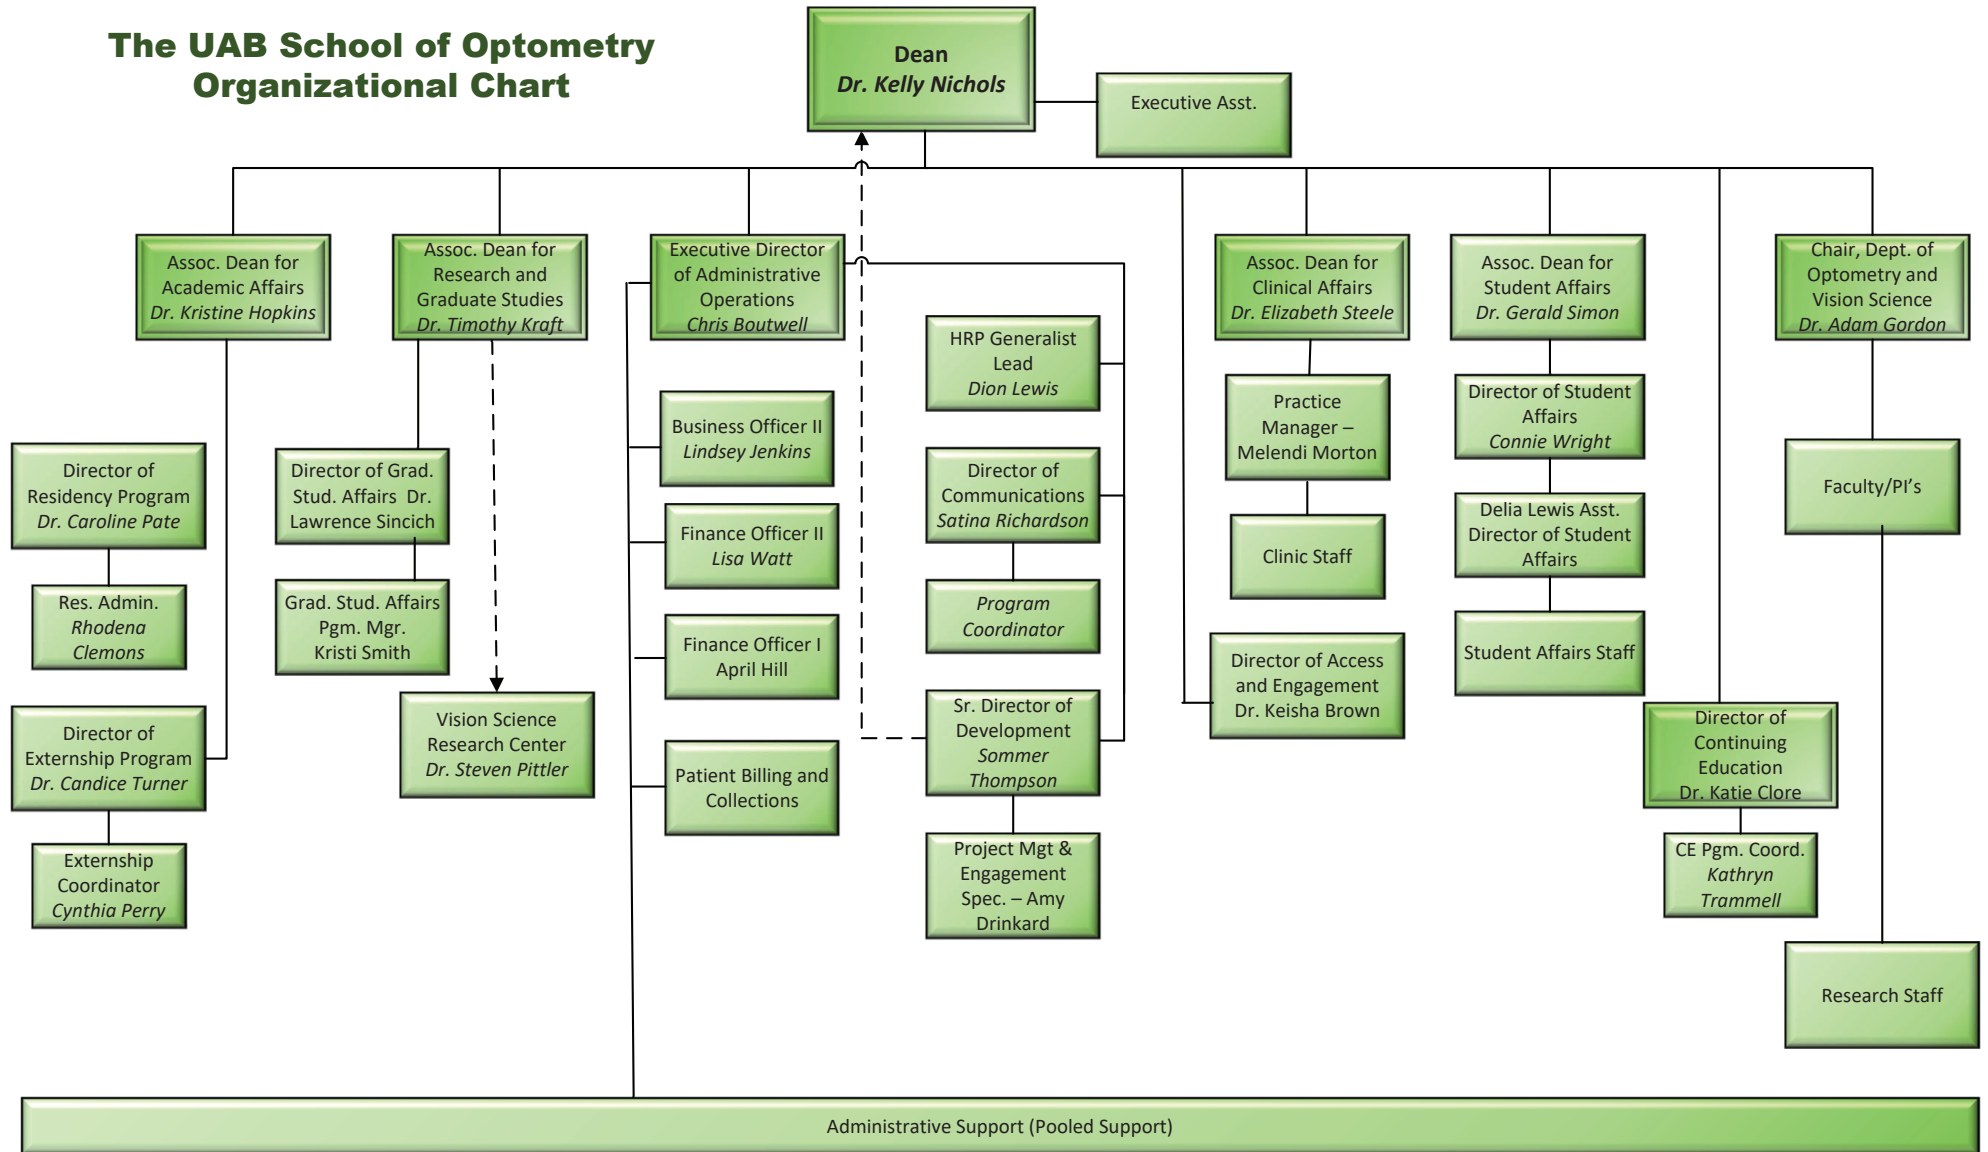 The UAB School of Optometry
Organizational Chart
Dean
Dr. Kelly Nichols
Executive Asst.
Assoc. Dean for
Academic Affairs
Dr. Kristine Hopkins
Assoc. Dean for
Research and
Graduate Studies
Dr. Timothy Kraft
Executive Director
of Administrative
Operations
Chris Boutwell
Assoc. Dean for
Clinical Affairs
Dr. Elizabeth Steele
Assoc. Dean for
Student Affairs
Dr. Gerald Simon
Chair, Dept. of
Optometry and
Vision Science
Dr. Adam Gordon
Director of
Residency Program
Dr. Caroline Pate
Res. Admin.
Rhodena
Clemons
Director of
Externship Program
Dr. Candice Turner
Externship
Coordinator
Cynthia Perry
Director of Grad.
Stud. Affairs Dr.
Lawrence Sincich
Grad. Stud. Affairs
Pgm. Mgr.
Kristi Smith
Vision Science
Research Center
Dr. Steven Pittler
Business Officer II
Lindsey Jenkins
Finance Officer II
Lisa Watt
Finance Officer I
April Hill
Patient Billing and
Collections
HRP Generalist
Lead
Dion Lewis
Director of
Communications
Satina Richardson
Program
Coordinator
Sr. Director of
Development
Sommer
Thompson
Project Mgt &
Engagement
Spec. – Amy
Drinkard
Practice
Manager –
Melendi Morton
Clinic Staff
Director of Access
and Engagement
Dr. Keisha Brown
Director of Student
Affairs
Connie Wright
Delia Lewis Asst.
Director of Student
Affairs
Student Affairs Staff
Director of
Continuing
Education
Dr. Katie Clore
CE Pgm. Coord.
Kathryn
Trammell
Faculty/PI’s
Research Staff
Administrative Support (Pooled Support)